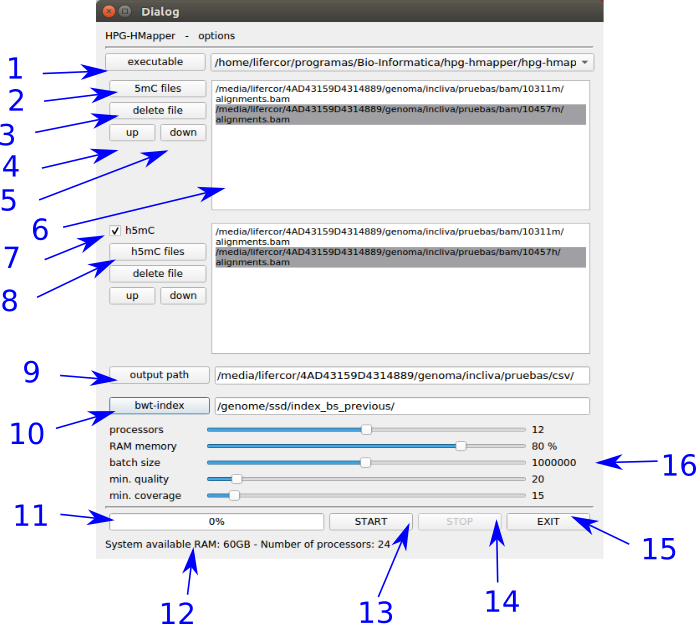 Dialog
HPG-HMapper - options
1
executable
/home/lifercor/programas/Bio-Informatica/hpg-hmapper/hpg-hmap
2
5mC files
/media/lifercor/4AD43159D4314889/genoma/incliva/pruebas/bam/10311m/
alignments.bam
3
delete file
/media/lifercor/4AD43159D4314889/genoma/incliva/pruebas/bam/10457m/
alignments.bam
4
up
down
5
6
7
h5mC
/media/lifercor/4AD43159D4314889/genoma/incliva/pruebas/bam/10311m/
alignments.bam
8
h5mC files
/media/lifercor/4AD43159D4314889/genoma/incliva/pruebas/bam/10457h/
alignments.bam
delete file
up
down
9
output path
/media/lifercor/4AD43159D4314889/genoma/incliva/pruebas/csv/
10
bwt-index
/genome/ssd/index_bs_previous/
processors 12
RAM memory 80 %
batch size 1000000
16
min. quality 20
min. coverage 15
11
0%
START
STOP
EXIT
System available RAM: 60GB - Number of processors: 24
12
13
14
15